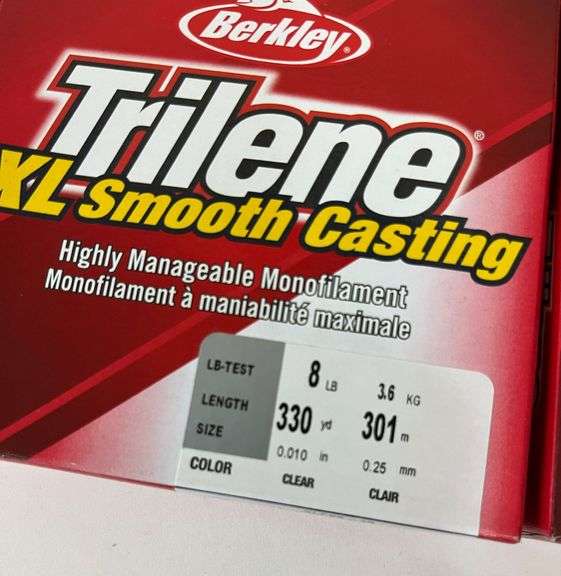 Berkley®
Trilene®
XL Smooth Casting
Highly Manageable Monofilament
Monofilament à maniabilité maximale
LB-TEST 8 LB 3.6 KG
LENGTH 330 yd 301 m
SIZE 0.010 in 0.25 mm
COLOR CLEAR CLAIR